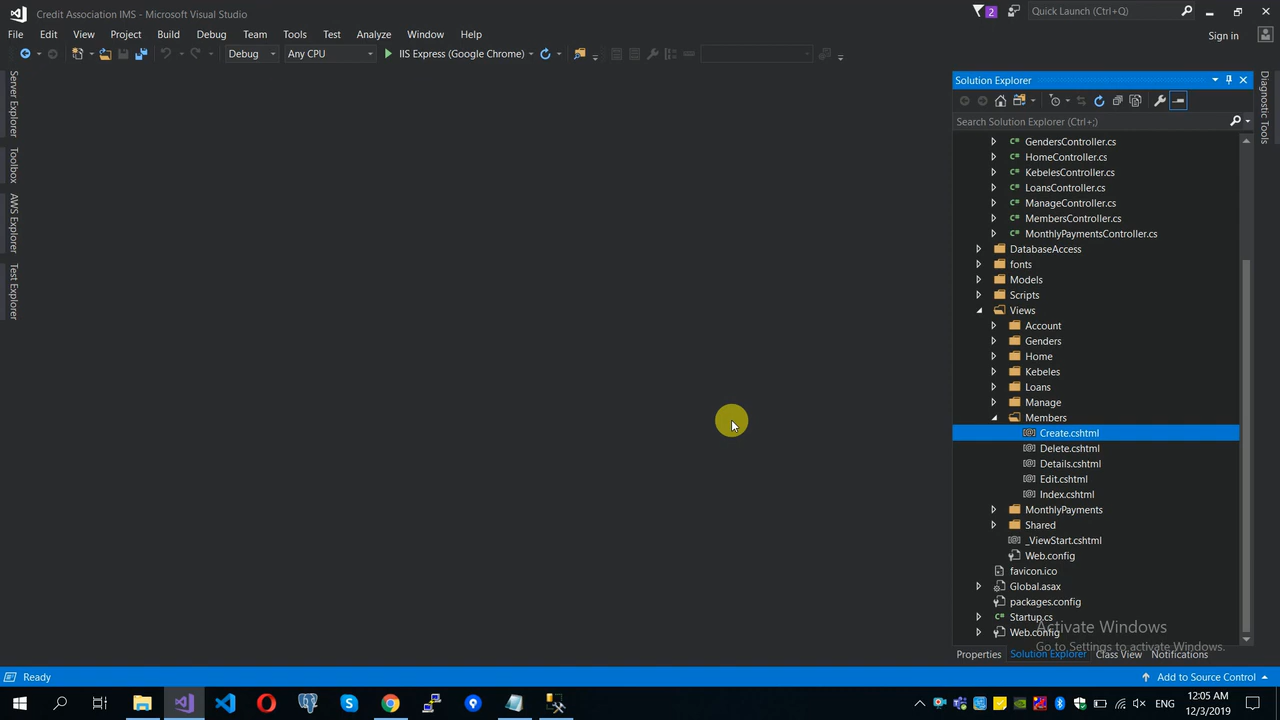 Credit Association IMS - Microsoft Visual Studio
2
Quick Launch (Ctrl+Q)
File Edit View Project Build Debug Team Tools Test Analyze Window Help
Sign in
Debug Any CPU IIS Express (Google Chrome)
Server Explorer
Toolbox
AWS Explorer
Test Explorer
Solution Explorer
Diagnostic Tools
Search Solution Explorer (Ctrl+;)
GendersController.cs
HomeController.cs
KebelesController.cs
LoansController.cs
ManageController.cs
MembersController.cs
MonthlyPaymentsController.cs
DatabaseAccess
fonts
Models
Scripts
Views
Account
Genders
Home
Kebeles
Loans
Manage
Members
Create.cshtml
Delete.cshtml
Details.cshtml
Edit.cshtml
Index.cshtml
MonthlyPayments
Shared
_ViewStart.cshtml
Web.config
favicon.ico
Global.asax
packages.config
Startup.cs
Web.config
Activate Windows
Go to Settings to activate Windows.
Properties Solution Explorer Class View Notifications
Ready
Add to Source Control
ENG
12:05 AM
12/3/2019